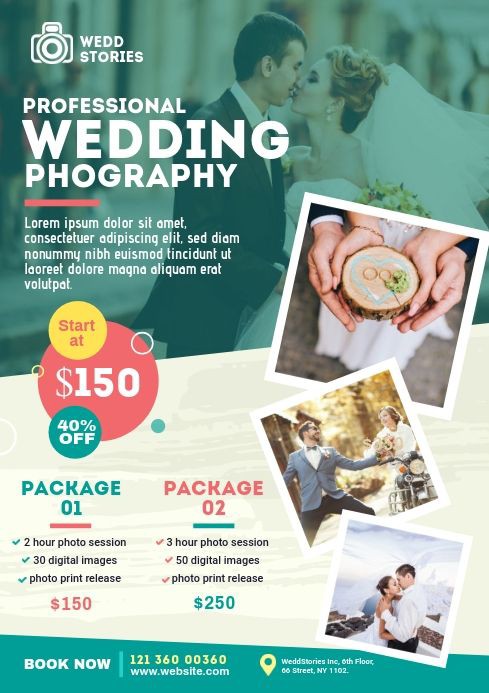 WEDD
STORIES
PROFESSIONAL
WEDDING
PHOGRAPHY
Lorem ipsum dolor sit amet,
consectetuer adipiscing elit, sed diam
nonummy nibh euismod tincidunt ut
laoreet dolore magna aliquam erat
volutpat.
Start
at
$150
40%
OFF
PACKAGE
01
2 hour photo session
30 digital images
photo print release
$150
PACKAGE
02
3 hour photo session
50 digital images
photo print release
$250
BOOK NOW
121 360 00360
www.website.com
WeddStories Inc, 6th Floor,
66 Street, NY 1102.